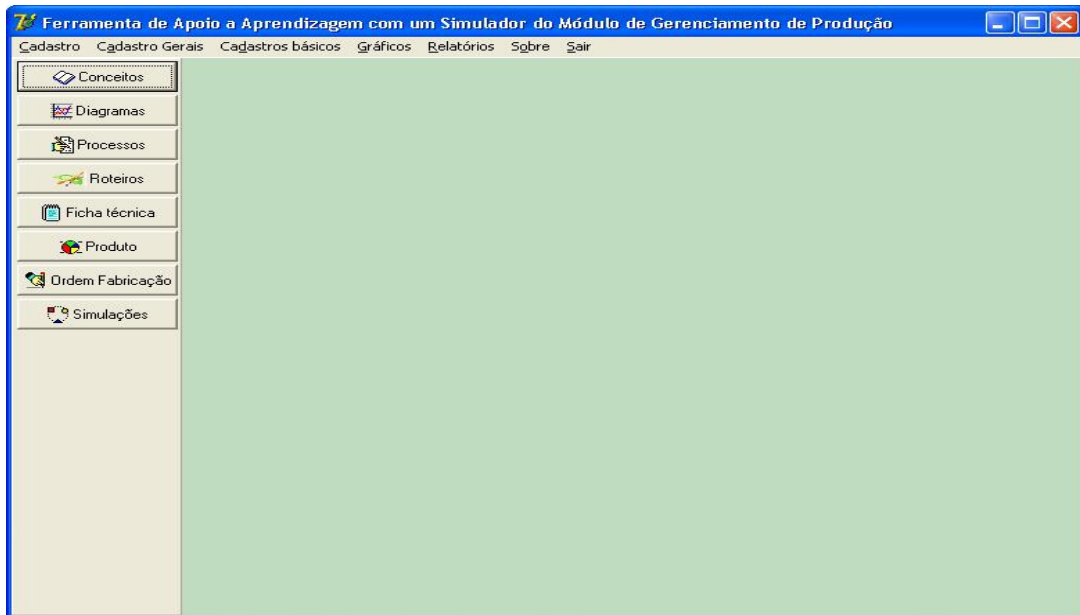 Ferramenta de Apoio a Aprendizagem com um Simulador do Módulo de Gerenciamento de Produção
Cadastro Cadastro Gerais Cadastros básicos Gráficos Relatórios Sobre Sair
Conceitos
Diagramas
Processos
Roteiros
Ficha técnica
Produto
Ordem Fabricação
Simulações